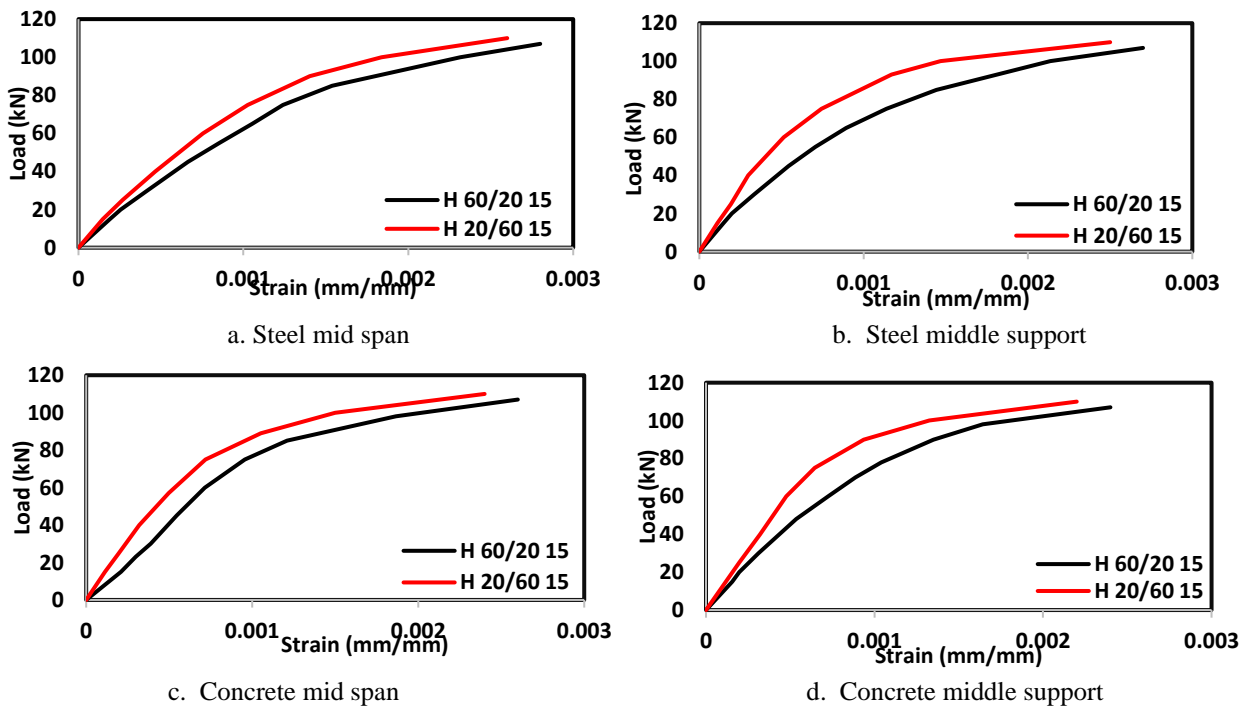 120
100
80
60
40
20
0
Load (kN)
H 60/20 15
H 20/60 15
0 0.001 0.002 0.003
Strain (mm/mm)
a. Steel mid span
120
100
80
60
40
20
0
Load (kN)
H 60/20 15
H 20/60 15
0 0.001 0.002 0.003
Strain (mm/mm)
b. Steel middle support
120
100
80
60
40
20
0
Load (kN)
H 60/20 15
H 20/60 15
0 0.001 0.002 0.003
Strain (mm/mm)
c. Concrete mid span
120
100
80
60
40
20
0
Load (kN)
H 60/20 15
H 20/60 15
0 0.001 0.002 0.003
Strain (mm/mm)
d. Concrete middle support